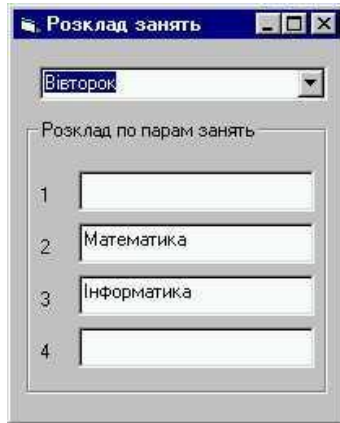 Розклад занять
Вівторок
Розклад по парам занять
1
2 Математика
3 Інформатика
4